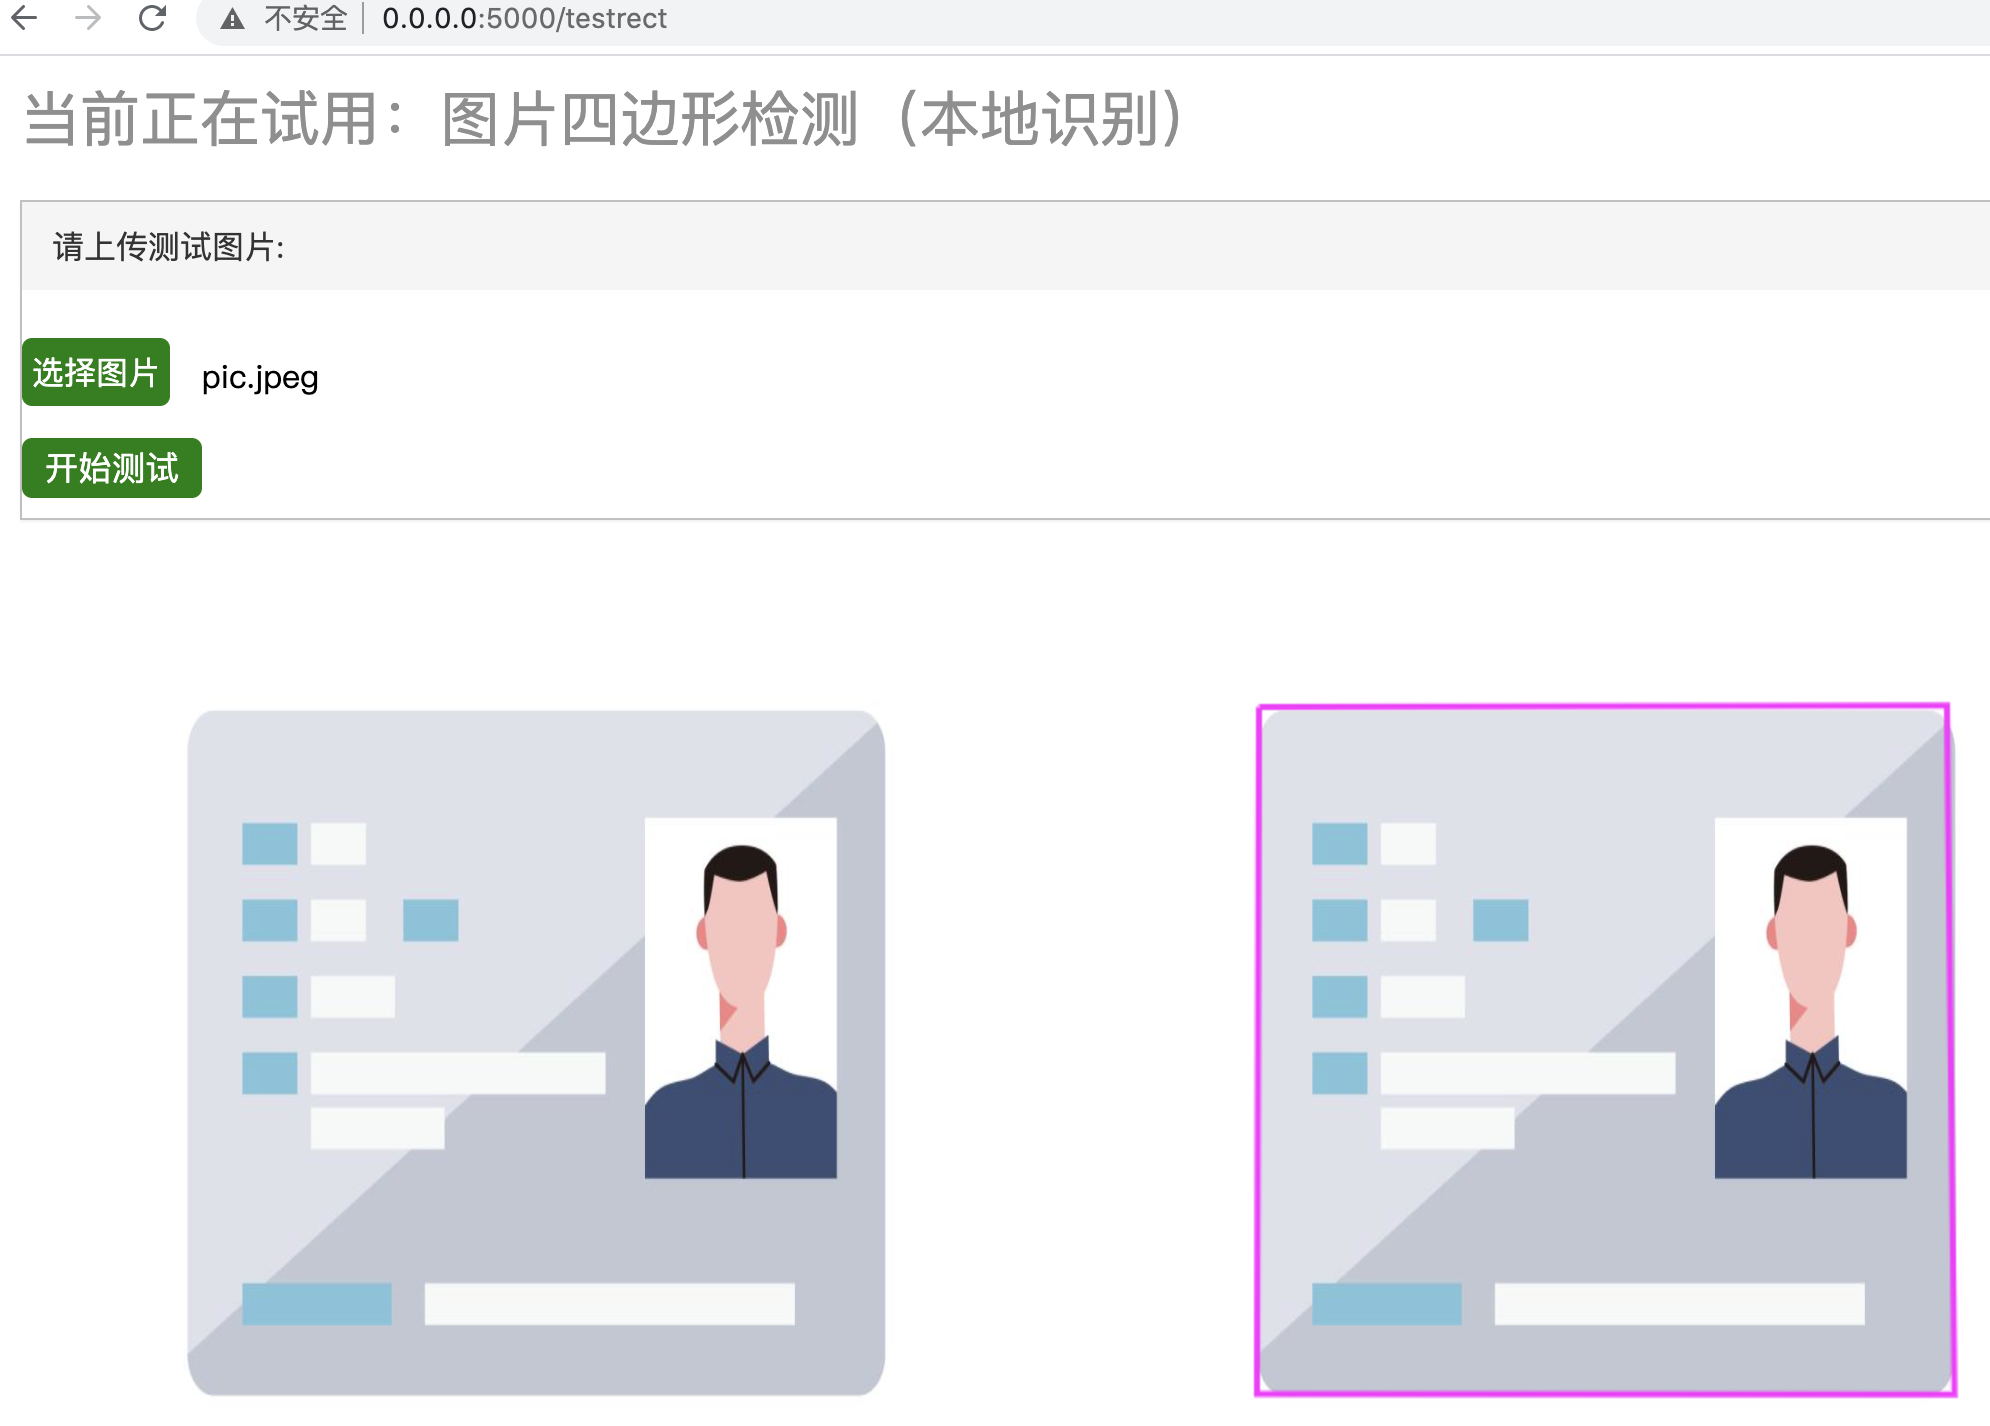 不安全 0.0.0.0:5000/testrect
当前正在试用：图片四边形检测（本地识别）
请上传测试图片:
选择图片 pic.jpeg
开始测试